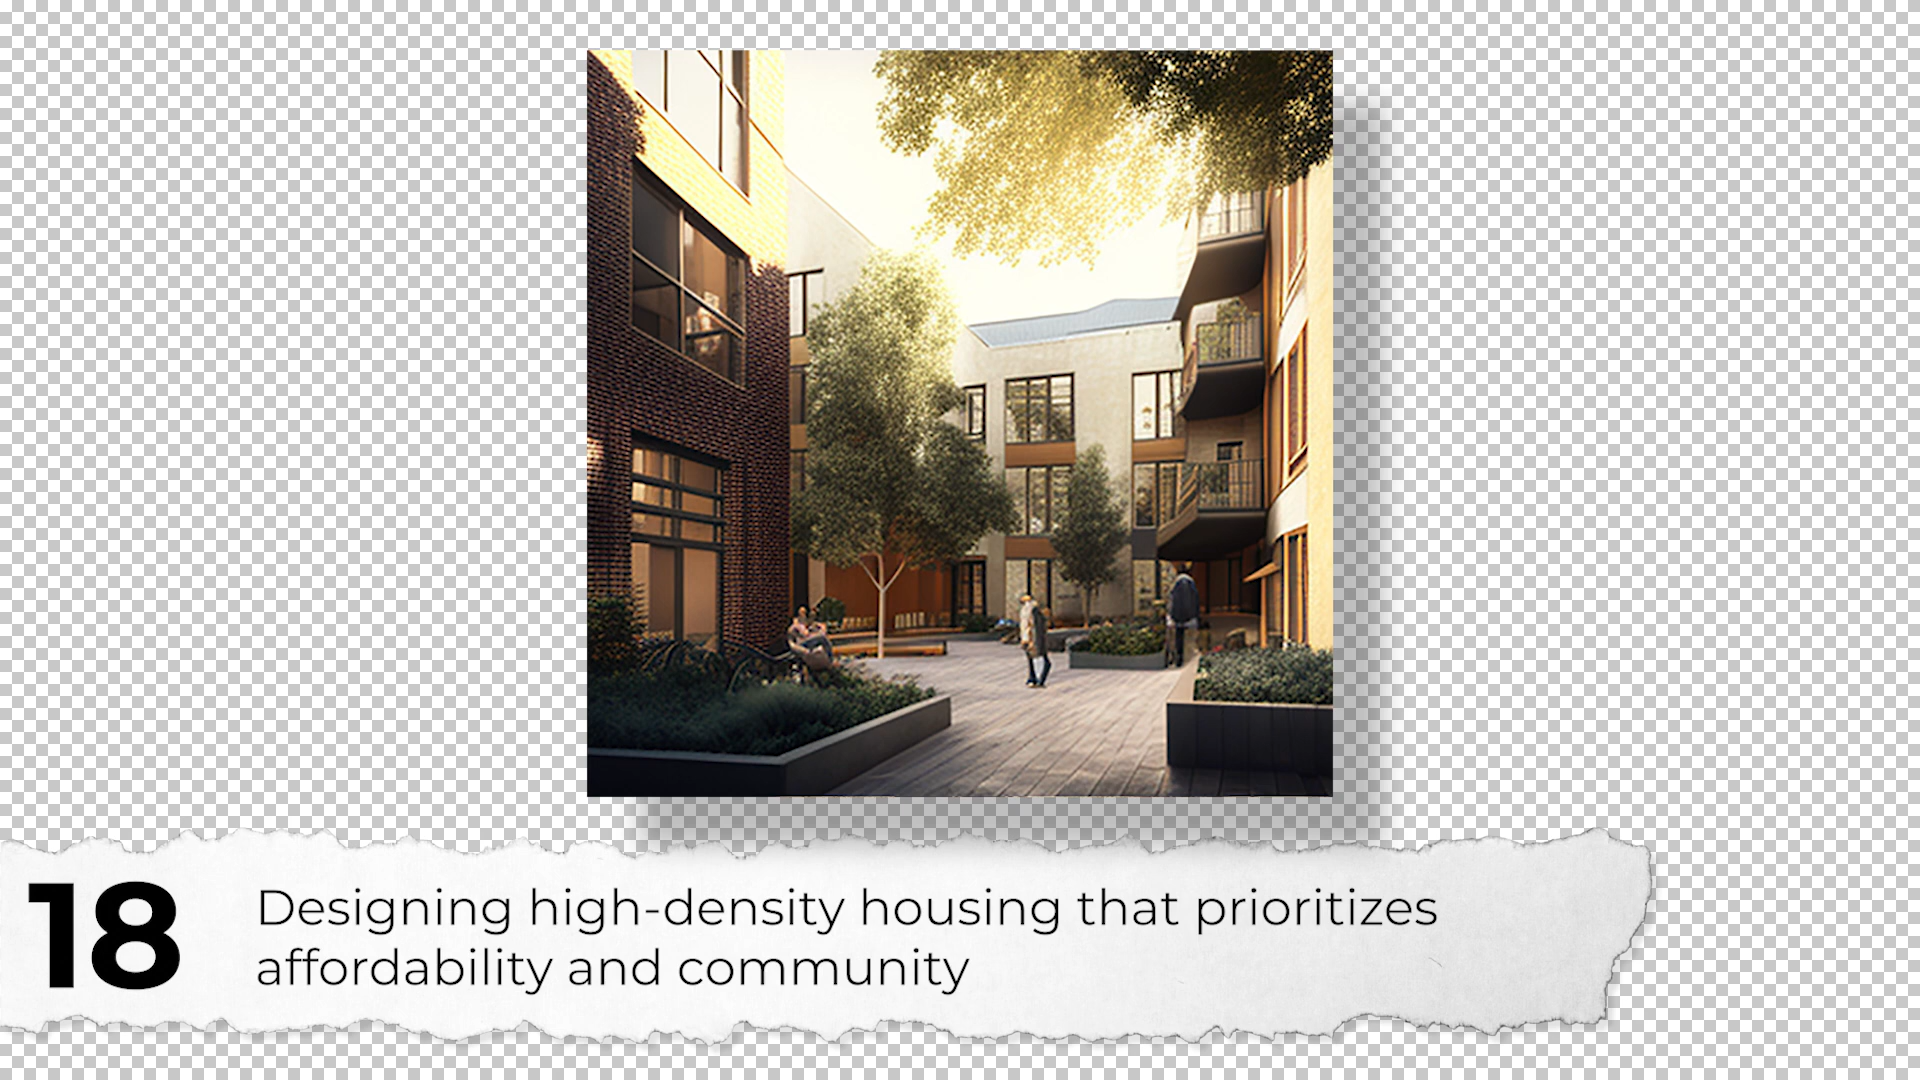 18
Designing high-density housing that prioritizes
affordability and community